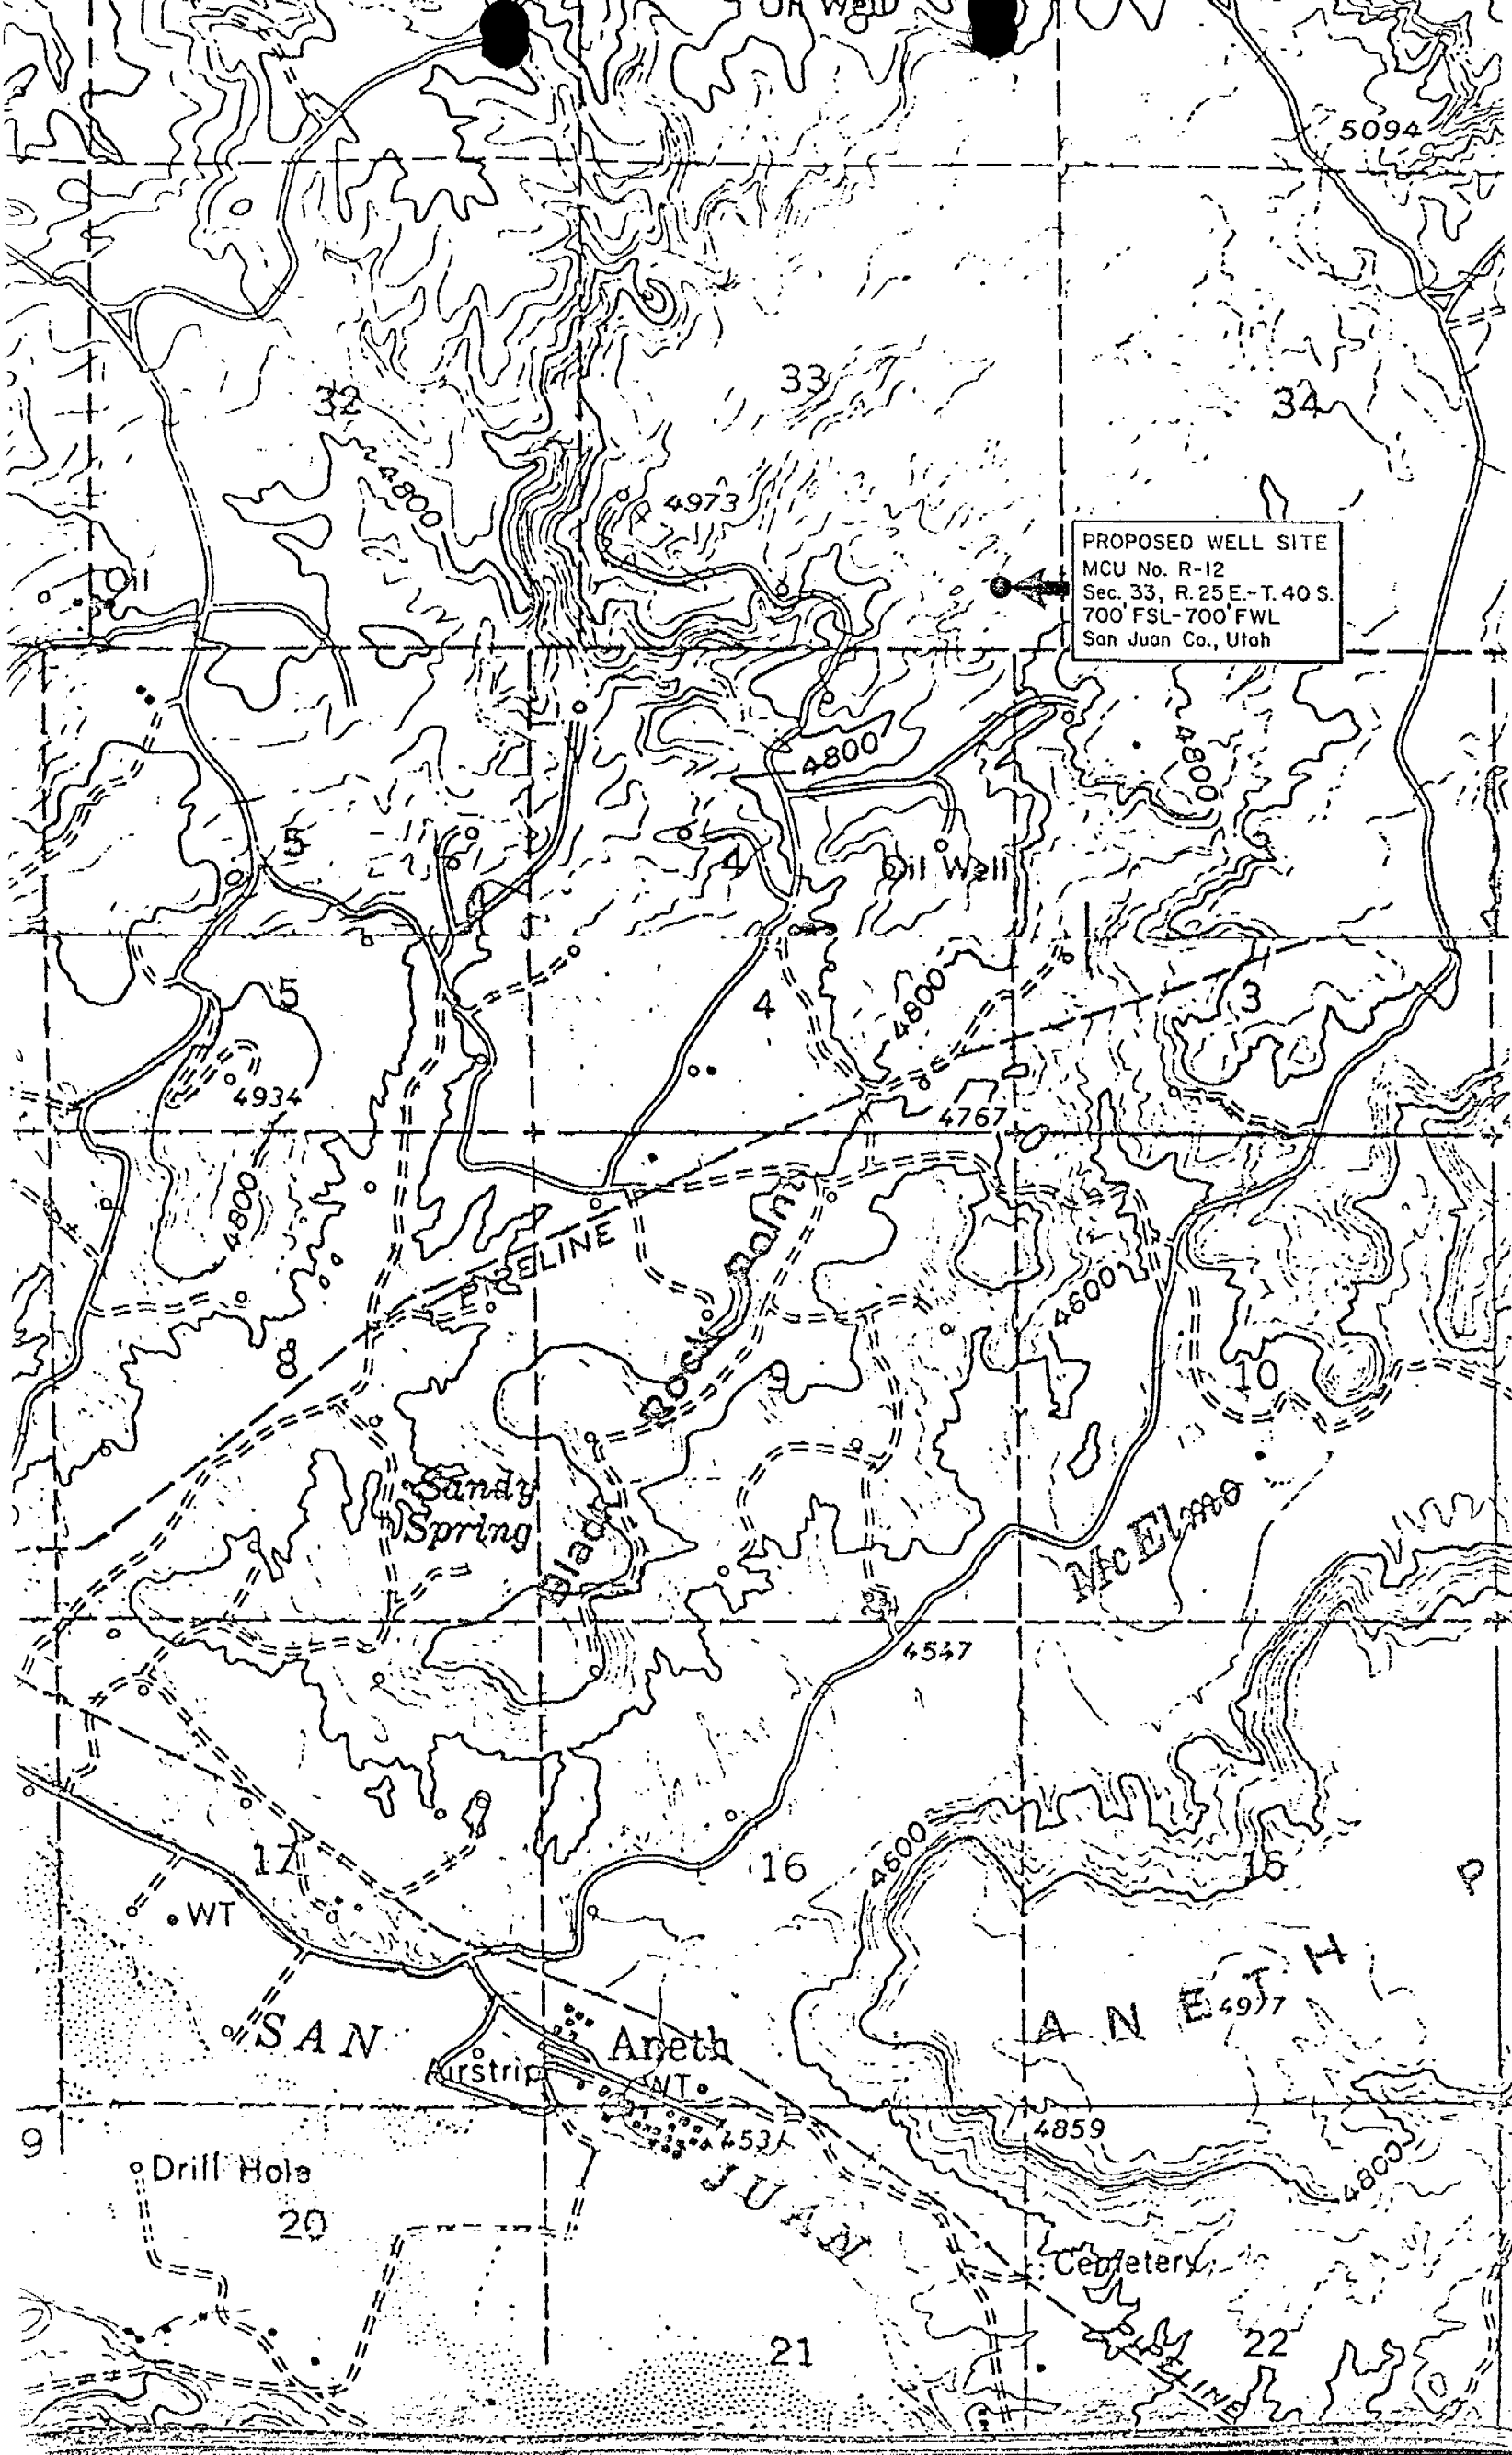 Oil Well
5094
33
32
34
4800
4973
PROPOSED WELL SITE
MCU No. R-12
Sec. 33, R. 25 E.-T. 40 S.
700' FSL-700' FWL
San Juan Co., Utah
Oil
4800
4800
5
4
Oil Well
5
4
4800
3
4934
4767
4800
PIPELINE
Point
4600
8
Rock
9
10
Sandy
Spring
McElmo
4547
17
16
4600
15
P
WT
ANETH
4977
SAN
Aneth
Airstrip
WT
9
4859
Drill Hole
JUAN
4800
20
Cemetery
21
22